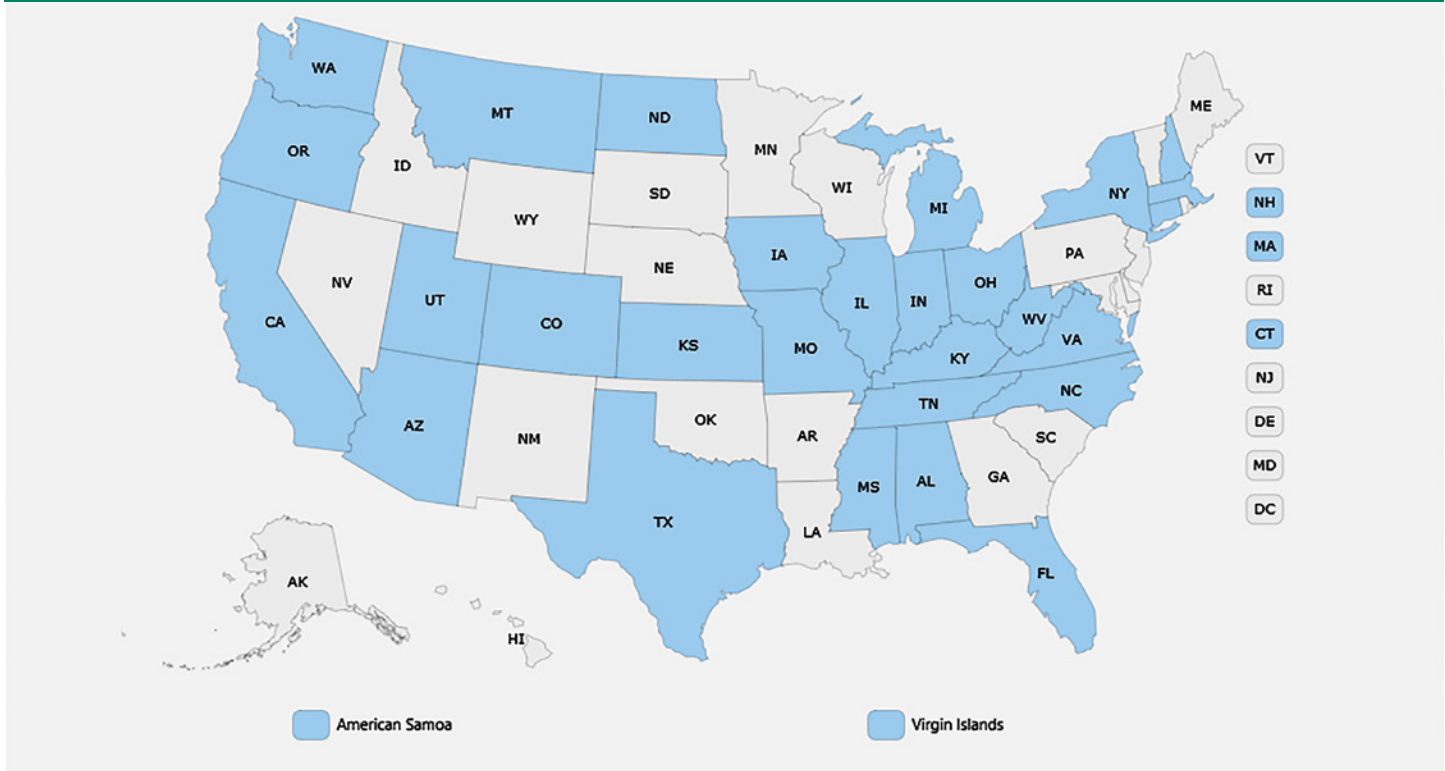 WA
MT
ND
MN
ME
OR
ID
SD
WI
MI
NY
VT
NH
WY
MA
NV
UT
NE
IA
PA
RI
CA
CO
IL
IN
OH
WV
VA
CT
KS
MO
KY
NJ
AZ
NM
OK
TN
NC
AR
SC
DE
MS
AL
GA
MD
TX
LA
DC
AK
FL
HI
American Samoa
Virgin Islands